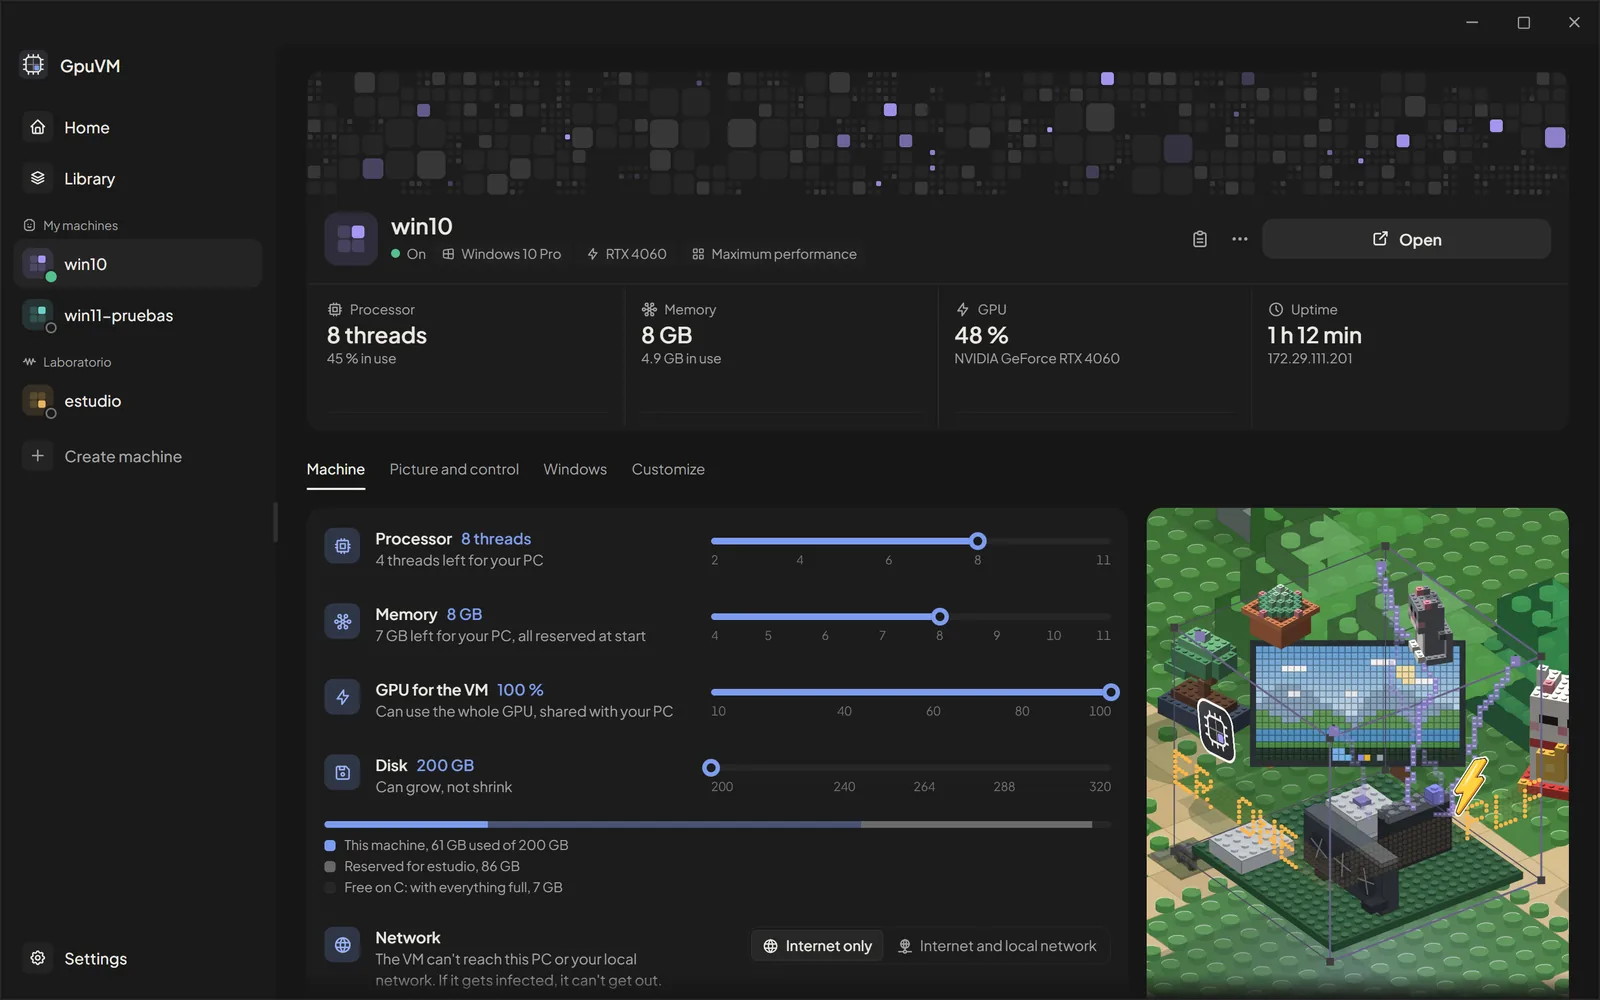 GpuVM
Home
Library
My machines
win10
win11-pruebas
Laboratorio
estudio
Create machine
Settings
win10
On
Windows 10 Pro
RTX 4060
Maximum performance
Open
Processor
8 threads
45 % in use
Memory
8 GB
4.9 GB in use
GPU
48 %
NVIDIA GeForce RTX 4060
Uptime
1 h 12 min
172.29.111.201
Machine
Picture and control
Windows
Customize
Processor 8 threads
4 threads left for your PC
2 4 6 8 11
Memory 8 GB
7 GB left for your PC, all reserved at start
4 5 6 7 8 9 10 11
GPU for the VM 100 %
Can use the whole GPU, shared with your PC
10 40 60 80 100
Disk 200 GB
Can grow, not shrink
200 240 264 288 320
This machine, 61 GB used of 200 GB
Reserved for estudio, 86 GB
Free on C: with everything full, 7 GB
Network
The VM can't reach this PC or your local
network. If it gets infected, it can't get out.
Internet only
Internet and local network